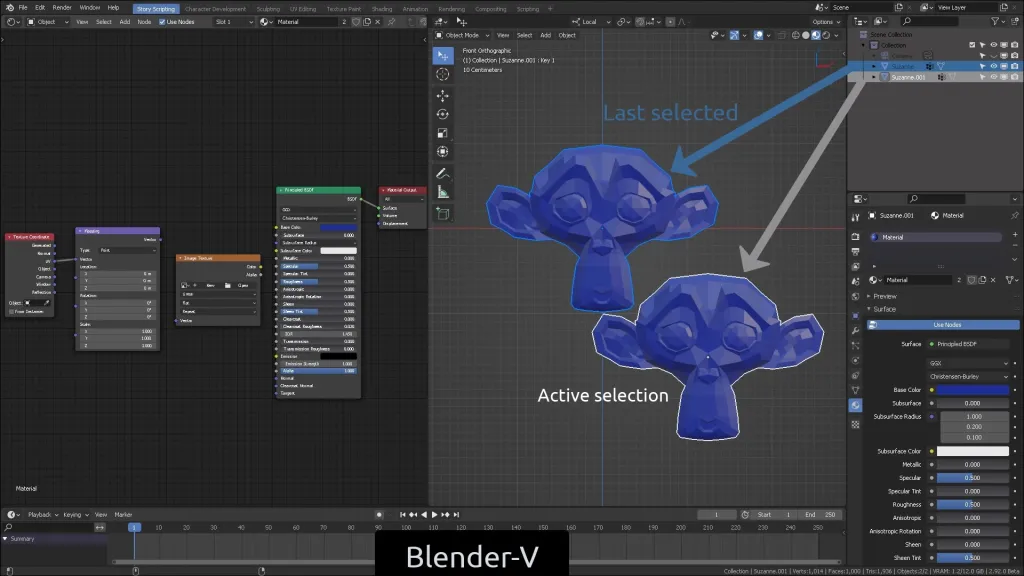 File Edit Render Window Help Story Scripting Character Development Sculpting UV Editing Texture Paint Shading Animation Rendering Compositing Scripting + Scene View Layer
Object View Select Add Node Use Nodes Slot 1 Material 2
Local Options
Object Mode View Select Add Object
Front Orthographic
(1) Collection | Suzanne.001 : Key 1
10 Centimeters
Scene Collection
Collection
Suzanne.001
Last selected
Active selection
Texture Coordinate
Generated
Normal
UV
Object
Camera
Window
Reflection
Object:
From Instancer
Mapping
Vector
Type: Point
Vector
Location:
X 0 m
Y 0 m
Z 0 m
Rotation:
X 0°
Y 0°
Z 0°
Scale:
X 1.000
Y 1.000
Z 1.000
Image Texture
Color
Alpha
New Open
Linear
Flat
Repeat
Vector
Principled BSDF
BSDF
GGX
Christensen-Burley
Base Color
Subsurface 0.000
Subsurface Radius
Subsurface Color
Metallic 0.000
Specular 0.500
Specular Tint 0.000
Roughness 0.500
Anisotropic 0.000
Anisotropic Rotation 0.000
Sheen 0.000
Sheen Tint 0.500
Clearcoat 0.000
Clearcoat Roughness 0.030
IOR 1.450
Transmission 0.000
Transmission Roughness 0.000
Emission
Emission Strength 1.000
Alpha 1.000
Normal
Clearcoat Normal
Tangent
Material Output
All
Surface
Volume
Displacement
Material
Suzanne.001 Material
Material
Material 2
Preview
Surface
Use Nodes
Surface Principled BSDF
GGX
Christensen-Burley
Base Color
Subsurface 0.000
Subsurface Radius 1.000
0.200
0.100
Subsurface Color
Metallic 0.000
Specular 0.500
Specular Tint 0.000
Roughness 0.500
Anisotropic 0.000
Anisotropic Rotation 0.000
Sheen 0.000
Sheen Tint 0.500
Playback Keying View Marker 1 Start 1 End 250
1 10 20 30 40 50 60 70 80 90 100 110 120 130 140 150 160 170 180 190 200 210 220 230 240 250
Summary
Blender-V
Collection | Suzanne.001 | Verts:1,014 | Faces:1,000 | Tris:1,936 | Objects:2/2 | VRAM: 1.2/12.0 GiB | 2.92.0 Beta